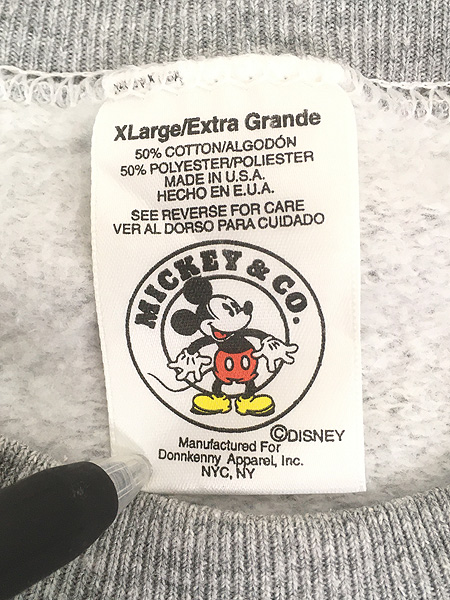 XLarge/Extra Grande
50% COTTON/ALGODÓN
50% POLYESTER/POLIESTER
MADE IN U.S.A.
HECHO EN E.U.A.
SEE REVERSE FOR CARE
VER AL DORSO PARA CUIDADO
MICKEY & CO.
©DISNEY
Manufactured For
Donnkenny Apparel, Inc.
NYC, NY